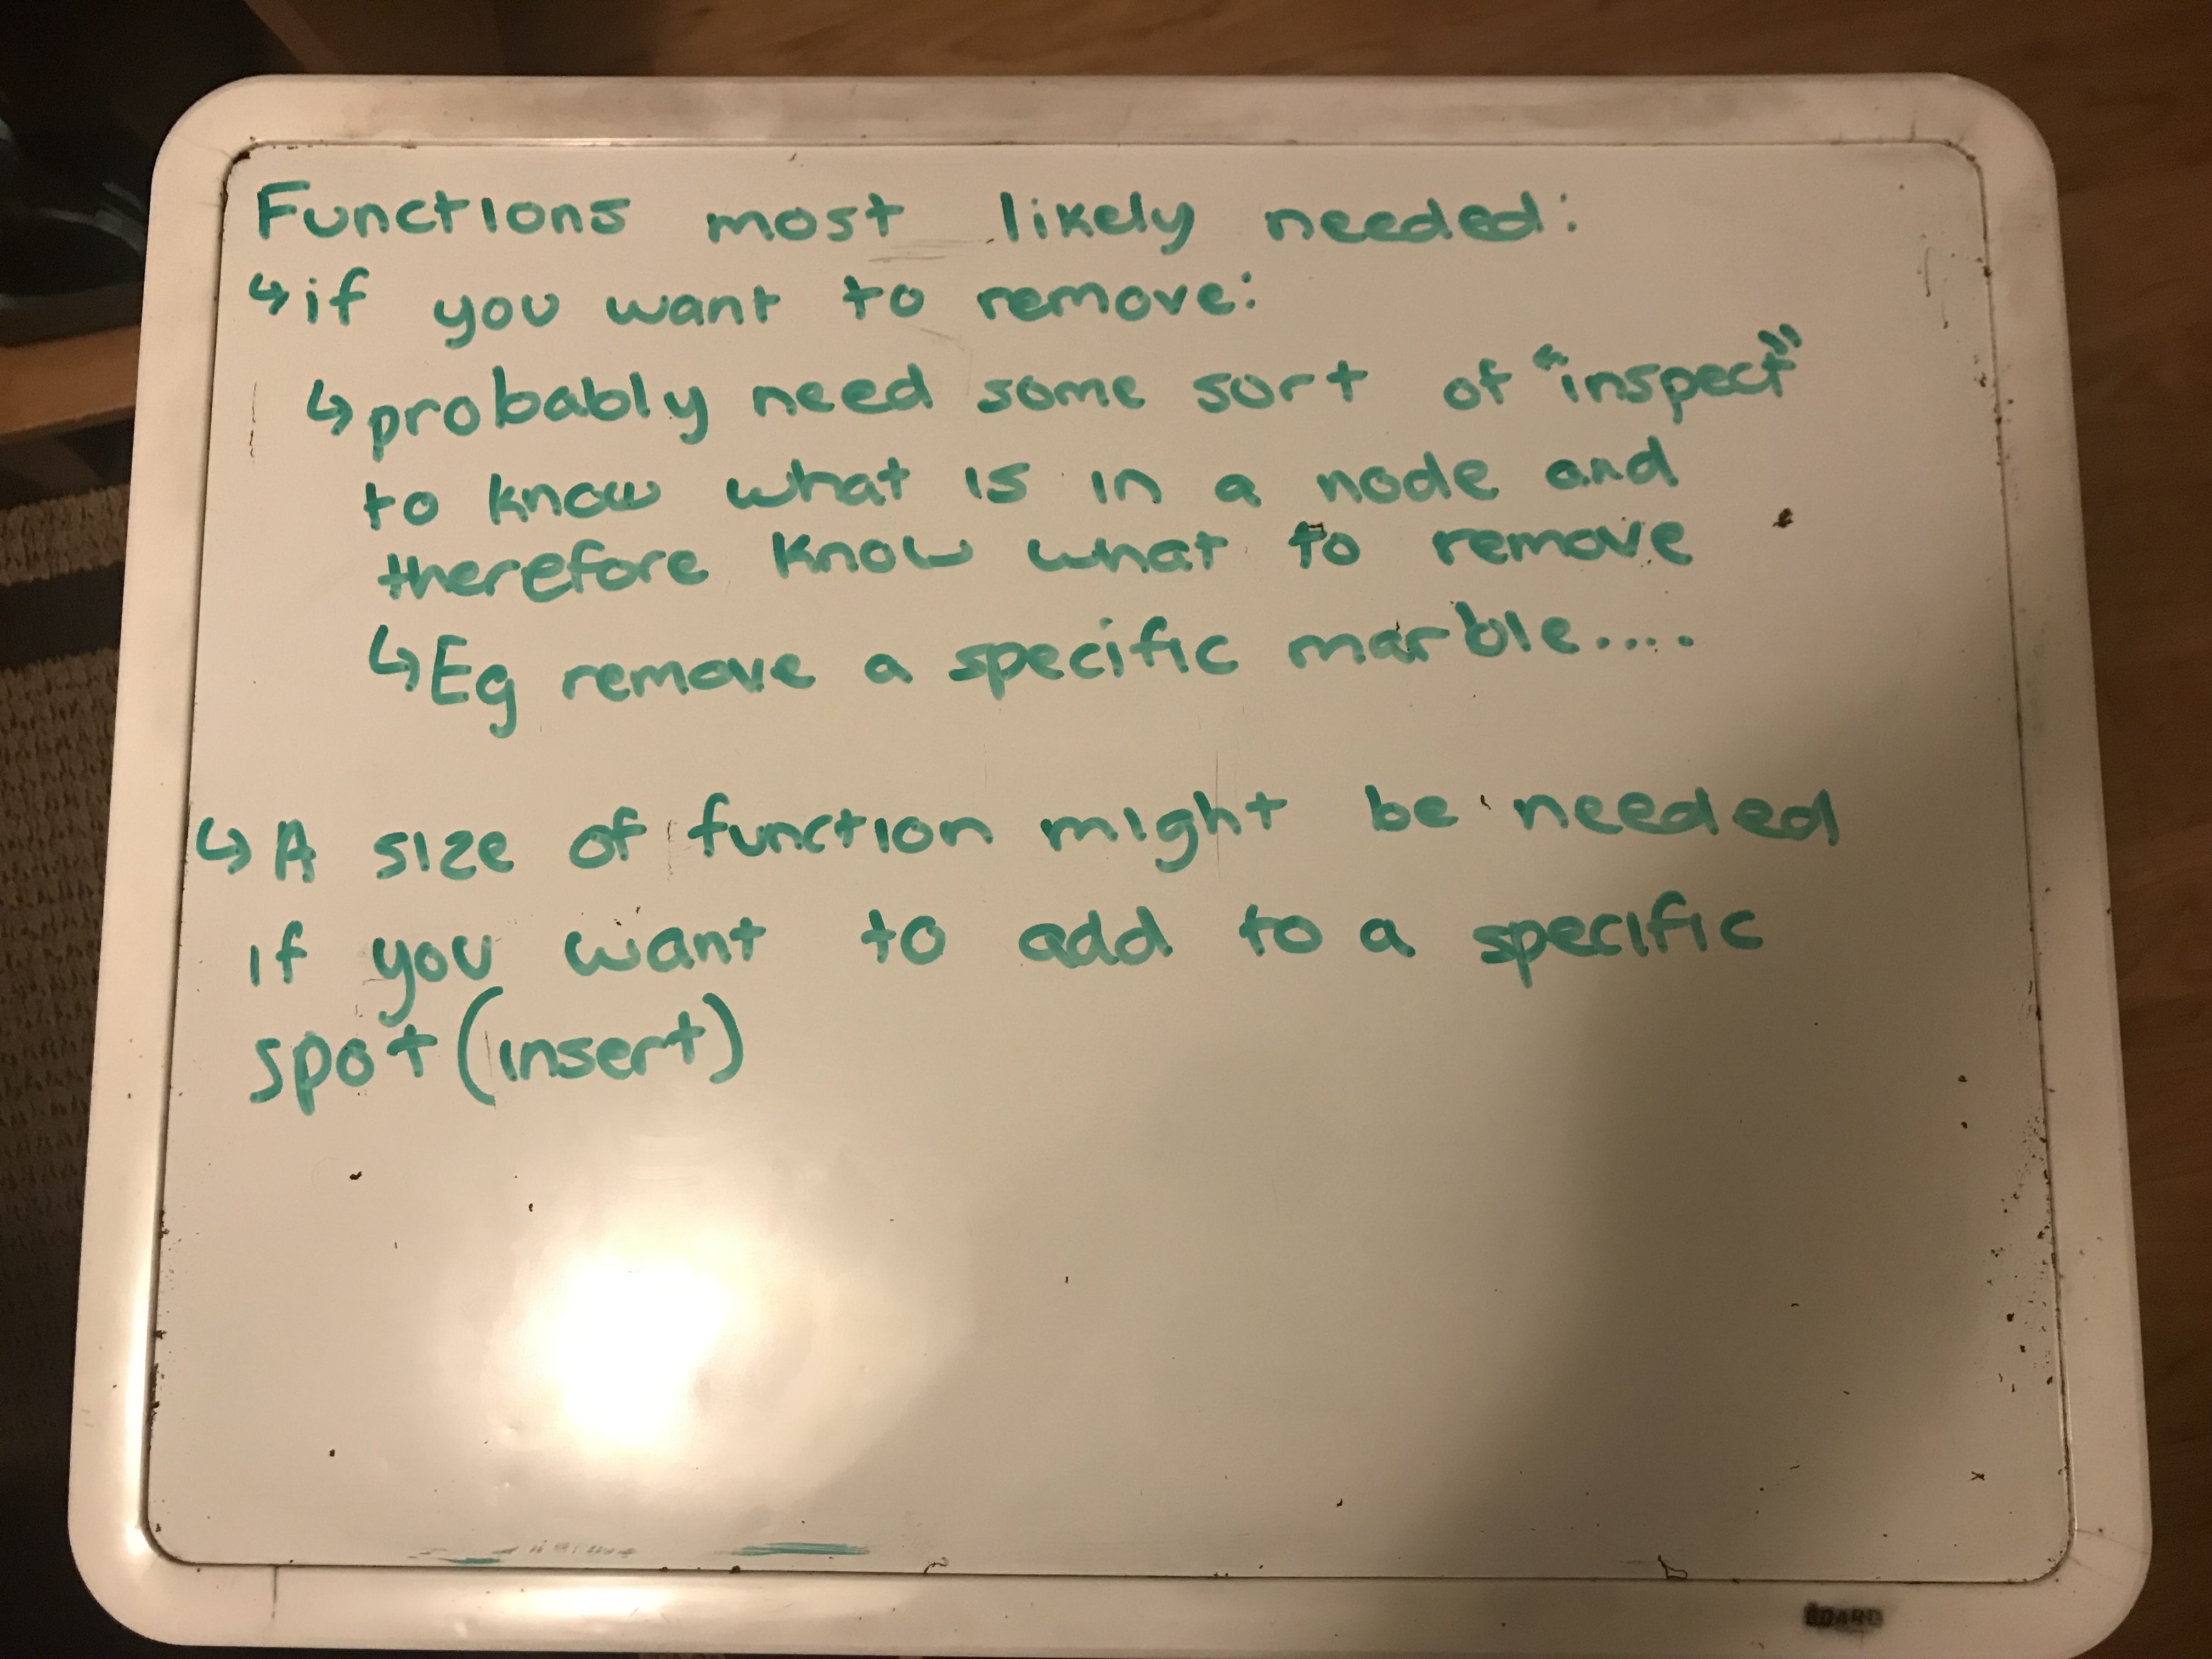 Functions most likely needed:
↳ if you want to remove:
↳ probably need some sort of "inspect"
to know what is in a node and
therefore know what to remove
↳ Eg remove a specific marble....
↳ A size of function might be needed
if you want to add to a specific
spot (insert)